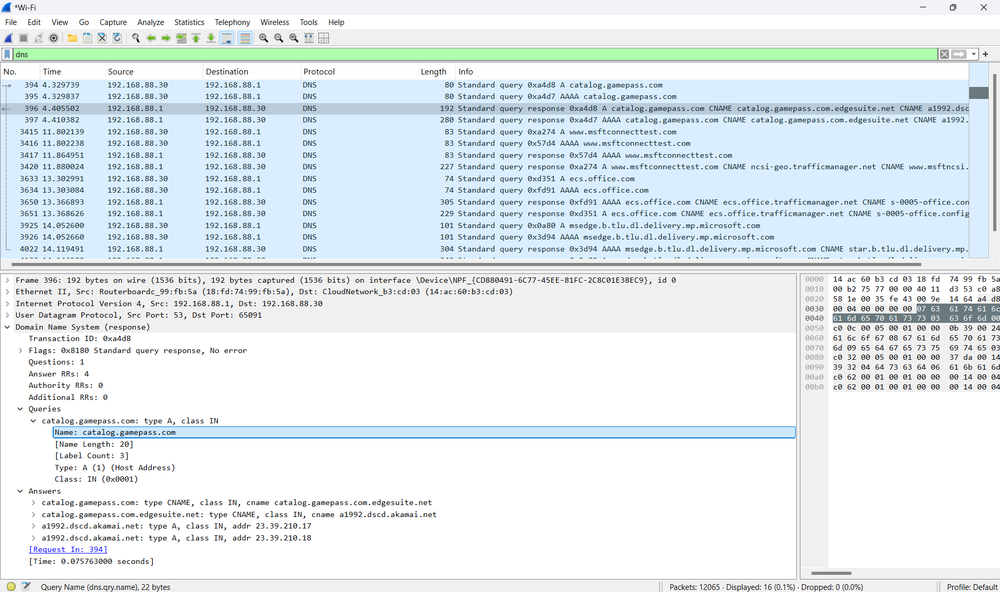 *Wi-Fi
File Edit View Go Capture Analyze Statistics Telephony Wireless Tools Help
dns
No. Time Source Destination Protocol Length Info
394 4.329739 192.168.88.30 192.168.88.1 DNS 80 Standard query 0xa4d8 A catalog.gamepass.com
395 4.329837 192.168.88.30 192.168.88.1 DNS 80 Standard query 0xa4d7 AAAA catalog.gamepass.com
396 4.405502 192.168.88.1 192.168.88.30 DNS 192 Standard query response 0xa4d8 A catalog.gamepass.com CNAME catalog.gamepass.com.edgesuite.net CNAME a1992.dsc
397 4.410382 192.168.88.1 192.168.88.30 DNS 280 Standard query response 0xa4d7 AAAA catalog.gamepass.com CNAME catalog.gamepass.com.edgesuite.net CNAME a1992.
3415 11.802139 192.168.88.30 192.168.88.1 DNS 83 Standard query 0xa274 A www.msftconnecttest.com
3416 11.802238 192.168.88.30 192.168.88.1 DNS 83 Standard query 0x57d4 AAAA www.msftconnecttest.com
3417 11.864951 192.168.88.1 192.168.88.30 DNS 83 Standard query response 0x57d4 AAAA www.msftconnecttest.com
3420 11.880024 192.168.88.1 192.168.88.30 DNS 227 Standard query response 0xa274 A www.msftconnecttest.com CNAME ncsi-geo.trafficmanager.net CNAME www.msftncsi.
3633 13.302991 192.168.88.30 192.168.88.1 DNS 74 Standard query 0xd351 A ecs.office.com
3634 13.303084 192.168.88.30 192.168.88.1 DNS 74 Standard query 0xfd91 AAAA ecs.office.com
3650 13.366893 192.168.88.1 192.168.88.30 DNS 305 Standard query response 0xfd91 AAAA ecs.office.com CNAME ecs.office.trafficmanager.net CNAME s-0005-office.con
3651 13.368626 192.168.88.1 192.168.88.30 DNS 229 Standard query response 0xd351 A ecs.office.com CNAME ecs.office.trafficmanager.net CNAME s-0005-office.config
3925 14.052600 192.168.88.30 192.168.88.1 DNS 101 Standard query 0x0a80 A msedge.b.tlu.dl.delivery.mp.microsoft.com
3926 14.052660 192.168.88.30 192.168.88.1 DNS 101 Standard query 0x3d94 AAAA msedge.b.tlu.dl.delivery.mp.microsoft.com
4022 14.119491 192.168.88.1 192.168.88.30 DNS 304 Standard query response 0x3d94 AAAA msedge.b.tlu.dl.delivery.mp.microsoft.com CNAME star.b.tlu.dl.delivery.mp.
Frame 396: 192 bytes on wire (1536 bits), 192 bytes captured (1536 bits) on interface \Device\NPF_{CD880491-6C77-45EE-81FC-2C8C01E38EC9}, id 0
Ethernet II, Src: Routerboardc_99:fb:5a (18:fd:74:99:fb:5a), Dst: CloudNetwork_b3:cd:03 (14:ac:60:b3:cd:03)
Internet Protocol Version 4, Src: 192.168.88.1, Dst: 192.168.88.30
User Datagram Protocol, Src Port: 53, Dst Port: 65091
Domain Name System (response)
Transaction ID: 0xa4d8
Flags: 0x8180 Standard query response, No error
Questions: 1
Answer RRs: 4
Authority RRs: 0
Additional RRs: 0
Queries
catalog.gamepass.com: type A, class IN
Name: catalog.gamepass.com
[Name Length: 20]
[Label Count: 3]
Type: A (1) (Host Address)
Class: IN (0x0001)
Answers
catalog.gamepass.com: type CNAME, class IN, cname catalog.gamepass.com.edgesuite.net
catalog.gamepass.com.edgesuite.net: type CNAME, class IN, cname a1992.dscd.akamai.net
a1992.dscd.akamai.net: type A, class IN, addr 23.39.210.17
a1992.dscd.akamai.net: type A, class IN, addr 23.39.210.18
[Request In: 394]
[Time: 0.075763000 seconds]
0000 14 ac 60 b3 cd 03 18 fd 74 99 fb 5a
0010 00 b2 75 77 00 00 40 11 d3 53 c0 a8
0020 58 1e 00 35 fe 43 00 9e 14 64 a4 d8
0030 00 04 00 00 00 00 07 63 61 74 61 6c
0040 61 6d 65 70 61 73 73 03 63 6f 6d 00
0050 c0 0c 00 05 00 01 00 00 0b 39 00 24
0060 61 6c 6f 67 08 67 61 6d 65 70 61 73
0070 6d 09 65 64 67 65 73 75 69 74 65 03
0080 c0 32 00 05 00 01 00 00 37 da 00 14
0090 39 32 04 64 73 63 64 06 61 6b 61 6d
00a0 c0 62 00 01 00 01 00 00 00 14 00 04
00b0 c0 62 00 01 00 01 00 00 00 14 00 04
Query Name (dns.qry.name), 22 bytes
Packets: 12065 · Displayed: 16 (0.1%) · Dropped: 0 (0.0%)
Profile: Default